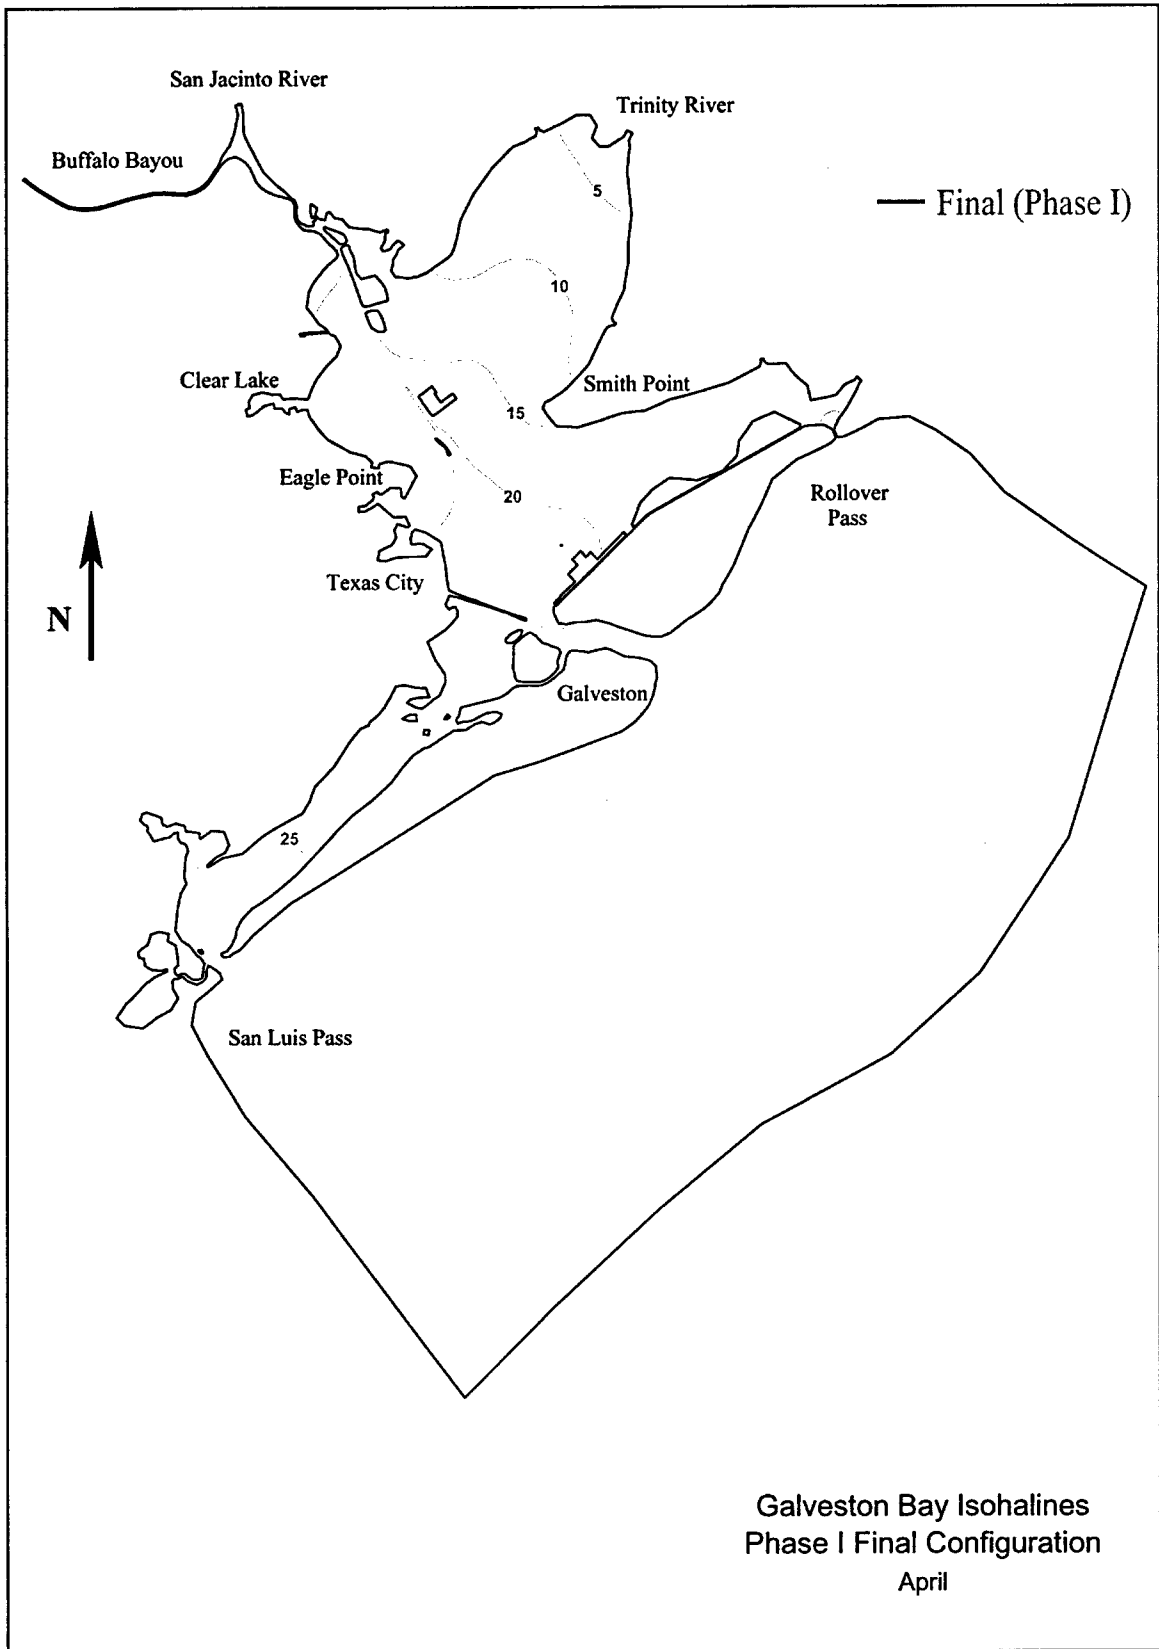 San Jacinto River
Trinity River
Buffalo Bayou
5
Final (Phase I)
10
Clear Lake
Smith Point
15
Eagle Point
20
Rollover
Pass
Texas City
N
Galveston
25
San Luis Pass
Galveston Bay Isohalines
Phase I Final Configuration
April